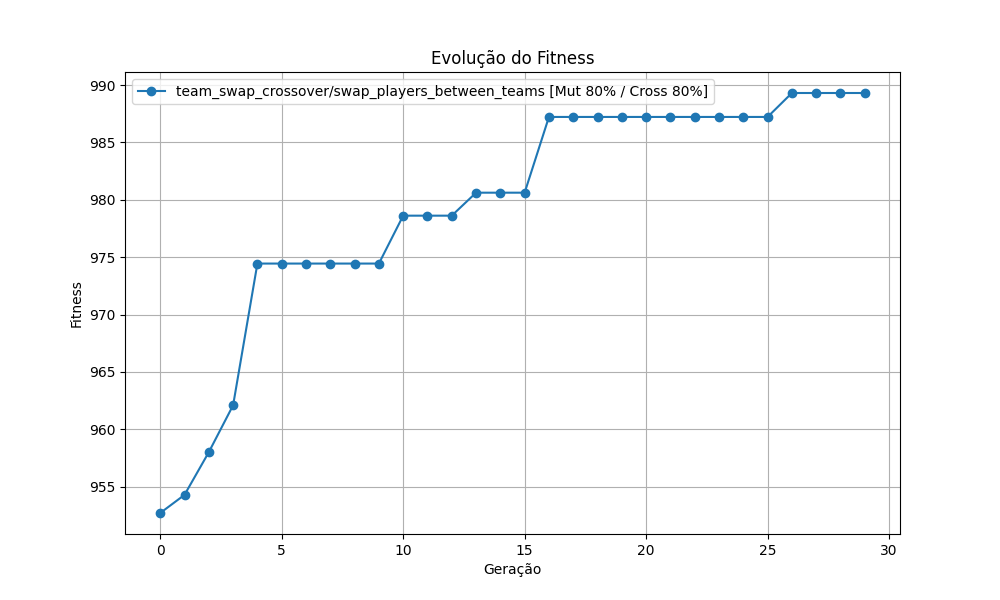 Evolução do Fitness
team_swap_crossover/swap_players_between_teams [Mut 80% / Cross 80%]
Fitness
990
985
980
975
970
965
960
955
0 5 10 15 20 25 30
Geração